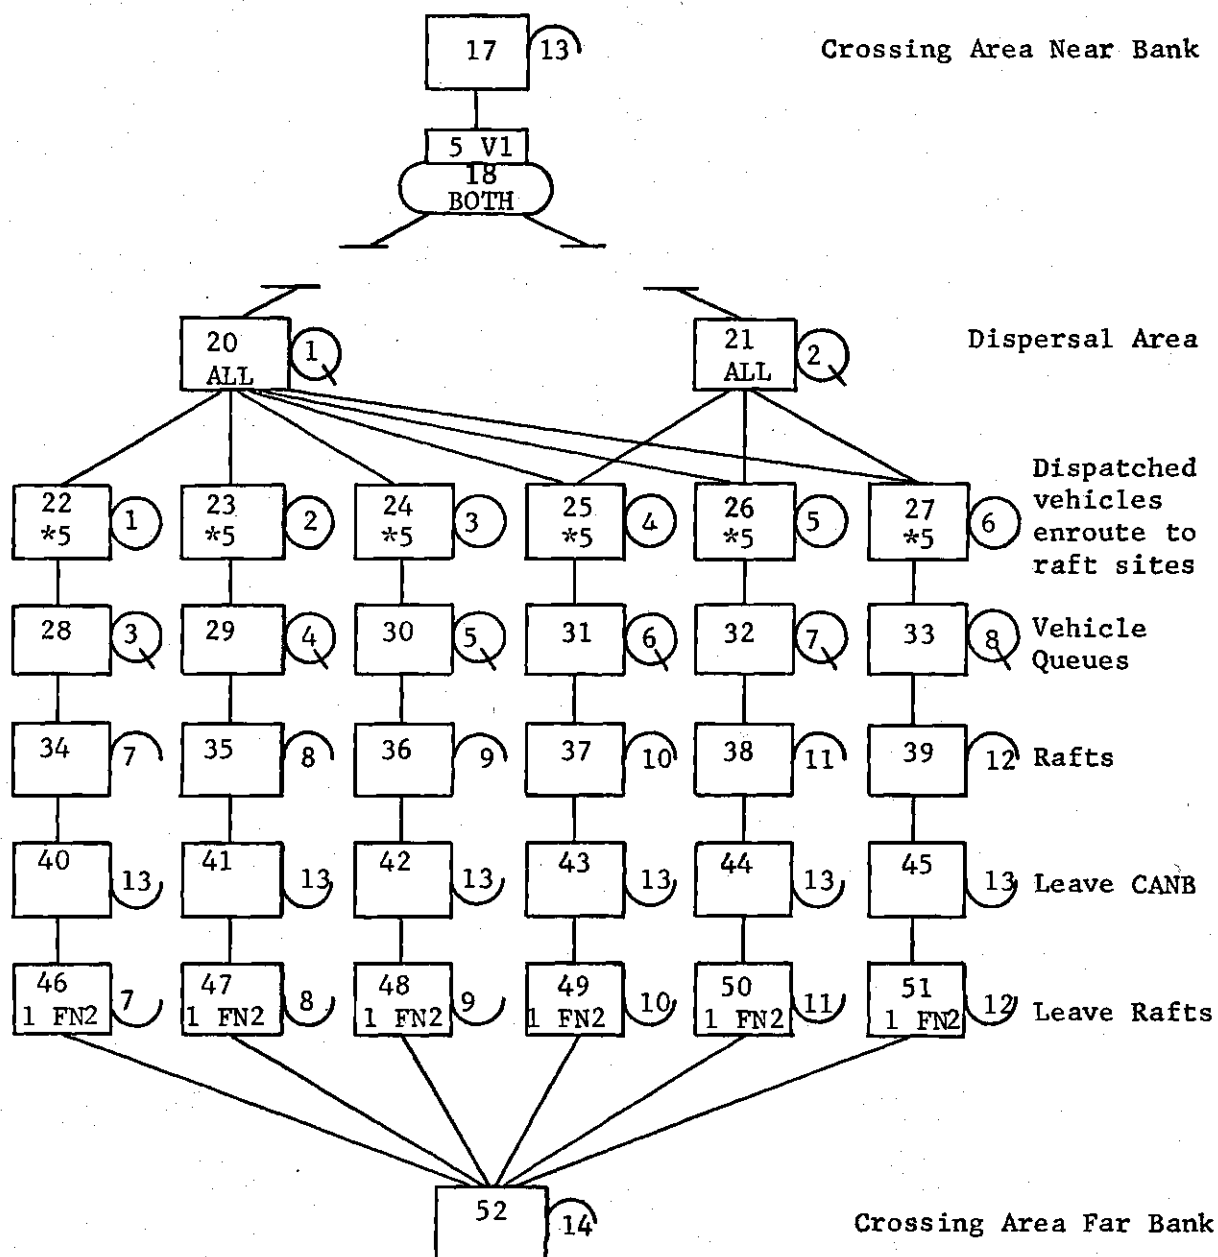 17 13 Crossing Area Near Bank
5 V1
18
BOTH
20 1 21 2 Dispersal Area
ALL ALL
Dispatched
22 1 23 2 24 3 25 4 26 5 27 6 vehicles
*5 *5 *5 *5 *5 *5 enroute to
raft sites
28 3 29 4 30 5 31 6 32 7 33 8 Vehicle
Queues
34 7 35 8 36 9 37 10 38 11 39 12 Rafts
40 13 41 13 42 13 43 13 44 13 45 13 Leave CANB
46 7 47 8 48 9 49 10 50 11 51 12 Leave Rafts
1 FN2 1 FN2 1 FN2 1 FN2 1 FN2 1 FN2
52 14 Crossing Area Far Bank